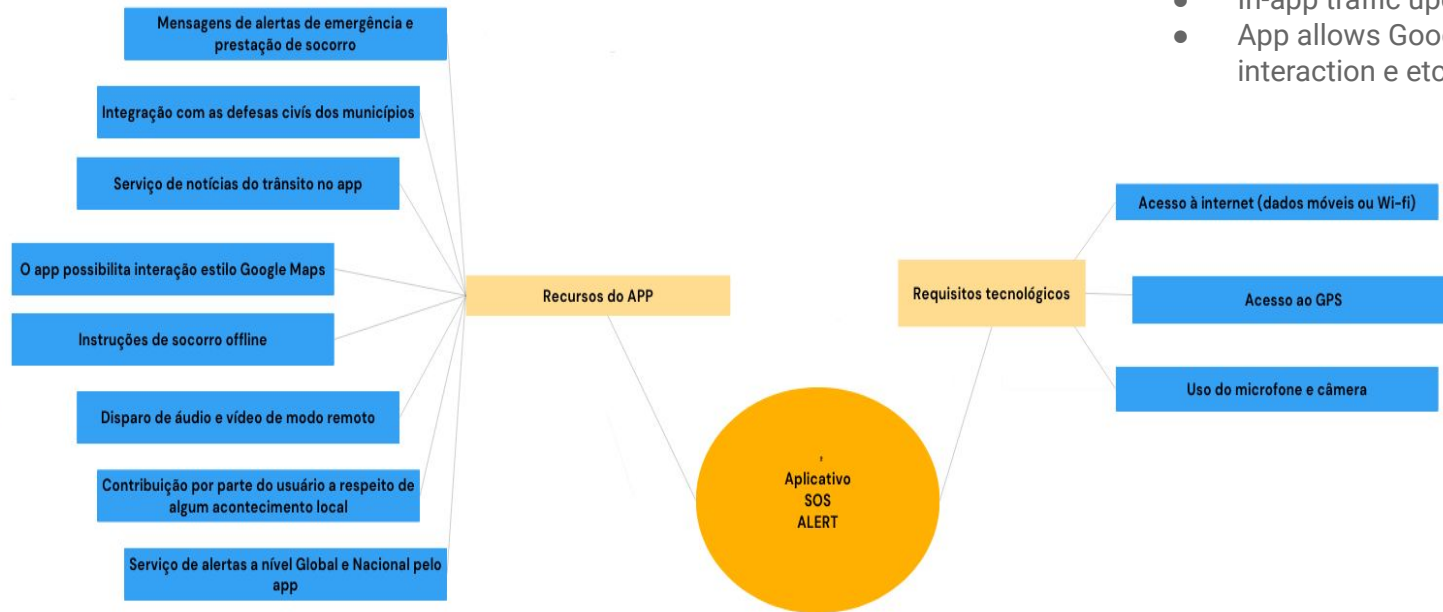 In-app traffic
App allows
interaction e etc
Mensagens de alertas de emergência e
prestação de socorro
Integração com as defesas civís dos municípios
Serviço de notícias do trânsito no app
O app possibilita interação estilo Google Maps
Instruções de socorro offline
Disparo de áudio e vídeo de modo remoto
Contribuição por parte do usuário a respeito de
algum acontecimento local
Serviço de alertas a nível Global e Nacional pelo
app
Recursos do APP
,
Aplicativo
SOS
ALERT
Requisitos tecnológicos
Acesso à internet (dados móveis ou Wi-fi)
Acesso ao GPS
Uso do microfone e câmera